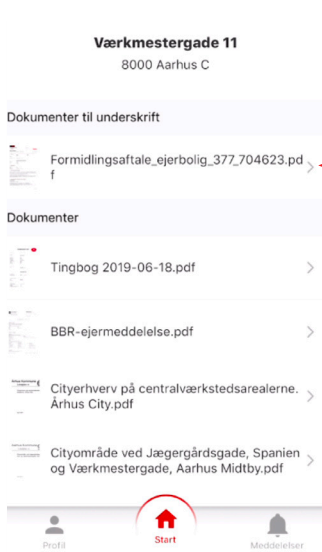 Værkmestergade 11
8000 Aarhus C
Dokumenter til underskrift
Formidlingsaftale_ejerbolig_377_704623.pd
f
Dokumenter
Tingbog 2019-06-18.pdf
BBR-ejermeddelelse.pdf
Cityerhverv på centralværkstedsarealerne.
Århus City.pdf
Cityområde ved Jægergårdsgade, Spanien
og Værkmestergade, Aarhus Midtby.pdf
Profil
Start
Meddelelser